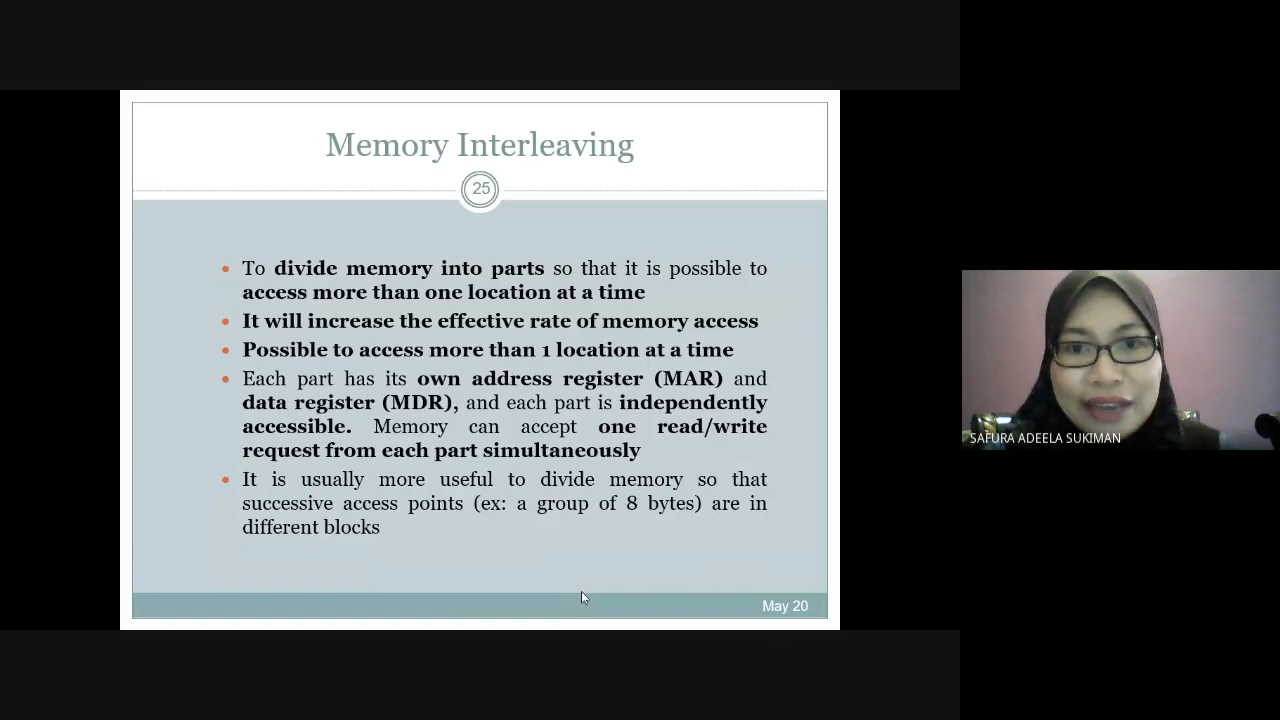 Memory Interleaving
25
• To divide memory into parts so that it is possible to
access more than one location at a time
• It will increase the effective rate of memory access
• Possible to access more than 1 location at a time
• Each part has its own address register (MAR) and
data register (MDR), and each part is independently
accessible. Memory can accept one read/write
request from each part simultaneously
• It is usually more useful to divide memory so that
successive access points (ex: a group of 8 bytes) are in
different blocks
May 20
SAFURA ADEELA SUKIMAN